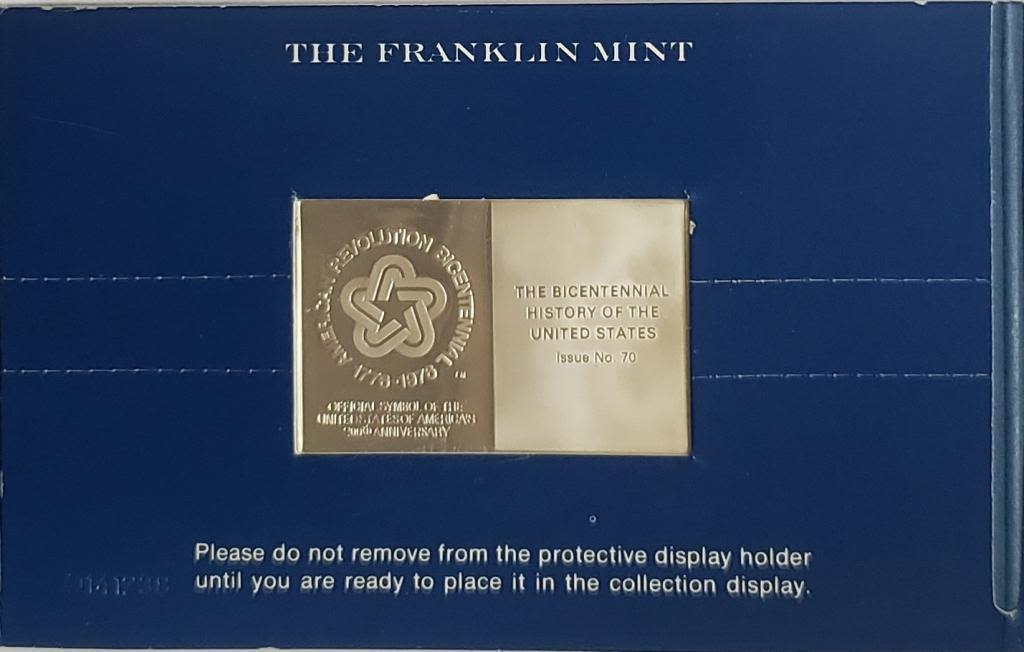 THE FRANKLIN MINT
AMERICAN REVOLUTION BICENTENNIAL
1776-1976
TM
OFFICIAL SYMBOL OF THE
UNITED STATES OF AMERICA'S
200th ANNIVERSARY
THE BICENTENNIAL
HISTORY OF THE
UNITED STATES
Issue No. 70
Please do not remove from the protective display holder
until you are ready to place it in the collection display.